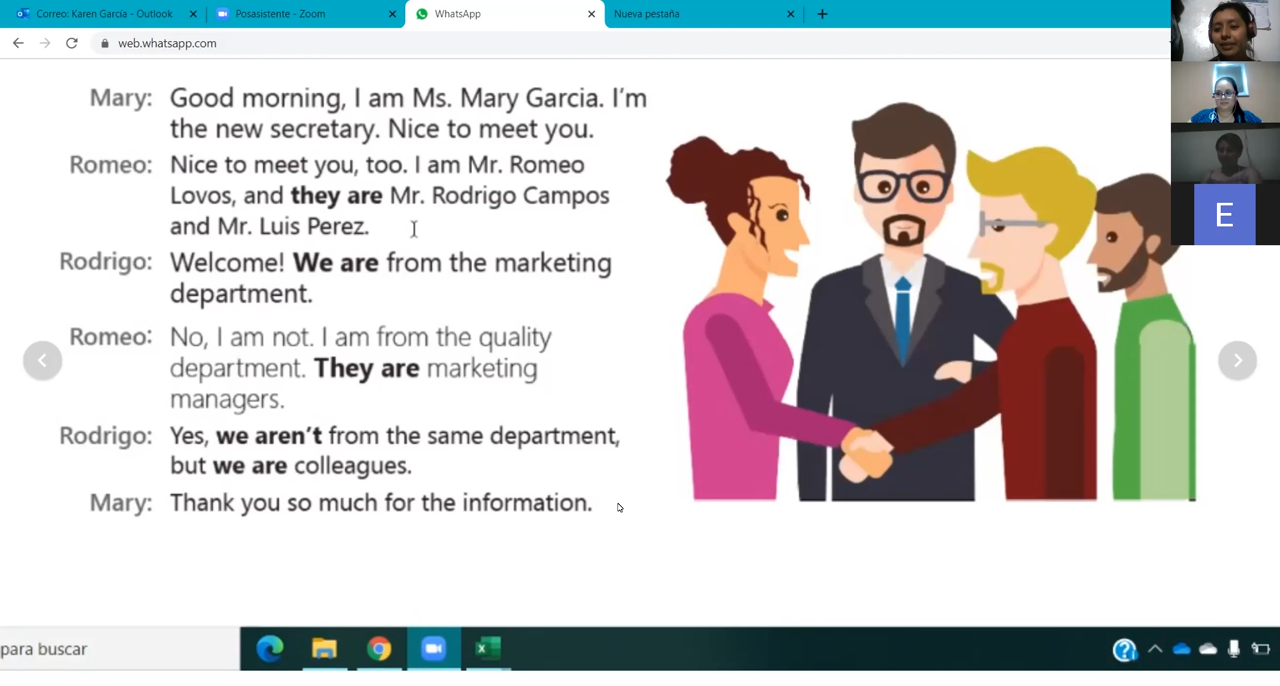 Correo: Karen García - Outlook
Posasistente - Zoom
WhatsApp
Nueva pestaña
web.whatsapp.com
Mary: Good morning, I am Ms. Mary Garcia. I'm
the new secretary. Nice to meet you.
Romeo: Nice to meet you, too. I am Mr. Romeo
Lovos, and they are Mr. Rodrigo Campos
and Mr. Luis Perez.
Rodrigo: Welcome! We are from the marketing
department.
Romeo: No, I am not. I am from the quality
department. They are marketing
managers.
Rodrigo: Yes, we aren't from the same department,
but we are colleagues.
Mary: Thank you so much for the information.
E
para buscar